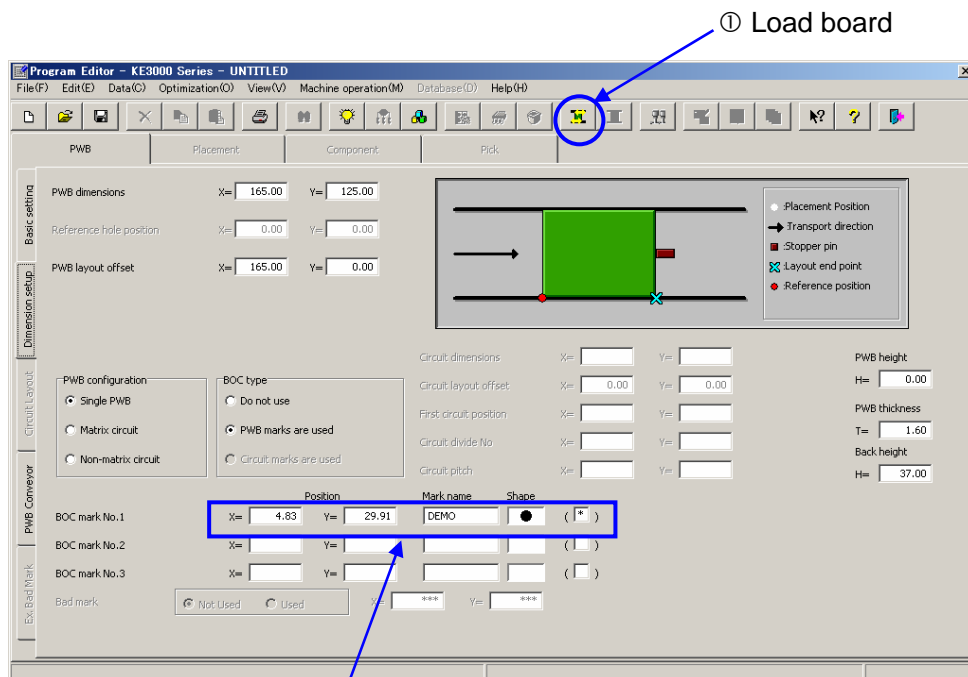 ① Load board
Program Editor - KE3000 Series - UNTITLED
File(F) Edit(E) Data(C) Optimization(O) View(V) Machine operation(M) Database(D) Help(H)
PWB Placement Component Pick
Basic setting
Dimension setup
Circuit Layout
PWB Conveyor
Ex. Bad Mark
PWB dimensions X= 165.00 Y= 125.00
Reference hole position X= 0.00 Y= 0.00
PWB layout offset X= 165.00 Y= 0.00
:Placement Position
:Transport direction
:Stopper pin
:Layout end point
:Reference position
PWB configuration
Single PWB
Matrix circuit
Non-matrix circuit
BOC type
Do not use
PWB marks are used
Circuit marks are used
Circuit dimensions X= Y=
Circuit layout offset X= 0.00 Y= 0.00
First circuit position X= Y=
Circuit divide No X= Y=
Circuit pitch X= Y=
PWB height
H= 0.00
PWB thickness
T= 1.60
Back height
H= 37.00
Position Mark name Shape
BOC mark No.1 X= 4.83 Y= 29.91 DEMO ( * )
BOC mark No.2 X= Y= ( )
BOC mark No.3 X= Y= ( )
Bad mark Not Used Used X= *** Y= ***